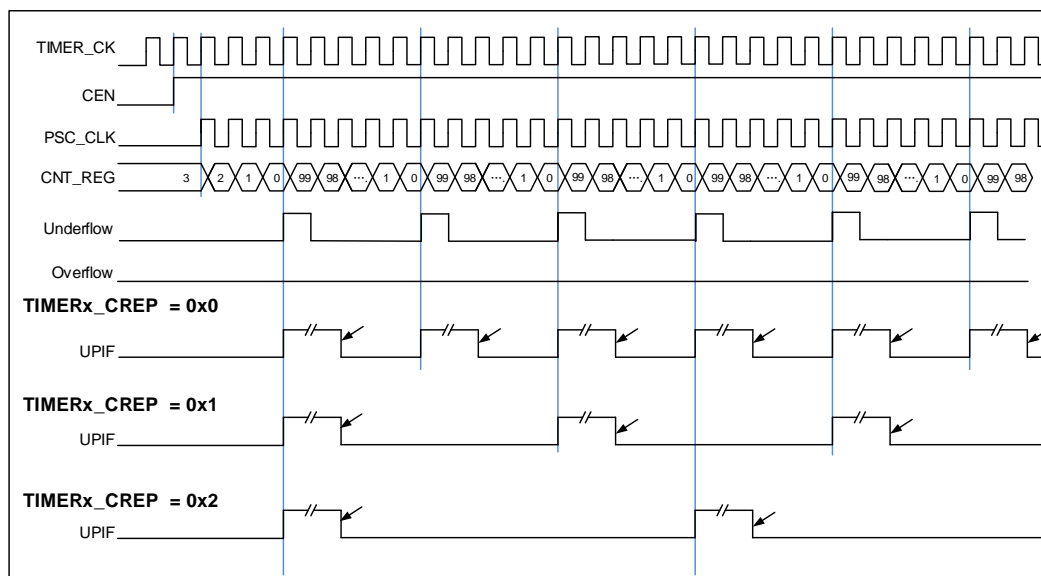 TIMER_CK
CEN
PSC_CLK
CNT_REG 3 2 1 0 99 98 .... 1 0 99 98 .... 1 0 99 98 .... 1 0 99 98 .... 1 0 99 98 .... 1 0 99 98
Underflow
Overflow
TIMERx_CREP = 0x0
UPIF
TIMERx_CREP = 0x1
UPIF
TIMERx_CREP = 0x2
UPIF